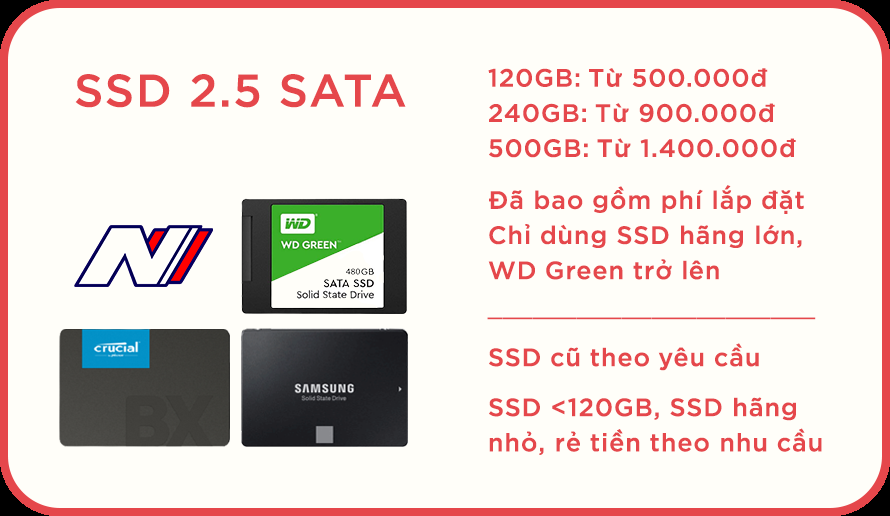 SSD 2.5 SATA
WD
WD GREEN™
480GB
SATA SSD
Solid State Drive
crucial
BX
SAMSUNG
Solid State Drive
120GB: Từ 500.000đ
240GB: Từ 900.000đ
500GB: Từ 1.400.000đ
Đã bao gồm phí lắp đặt
Chỉ dùng SSD hãng lớn,
WD Green trở lên
SSD cũ theo yêu cầu
SSD <120GB, SSD hãng
nhỏ, rẻ tiền theo nhu cầu